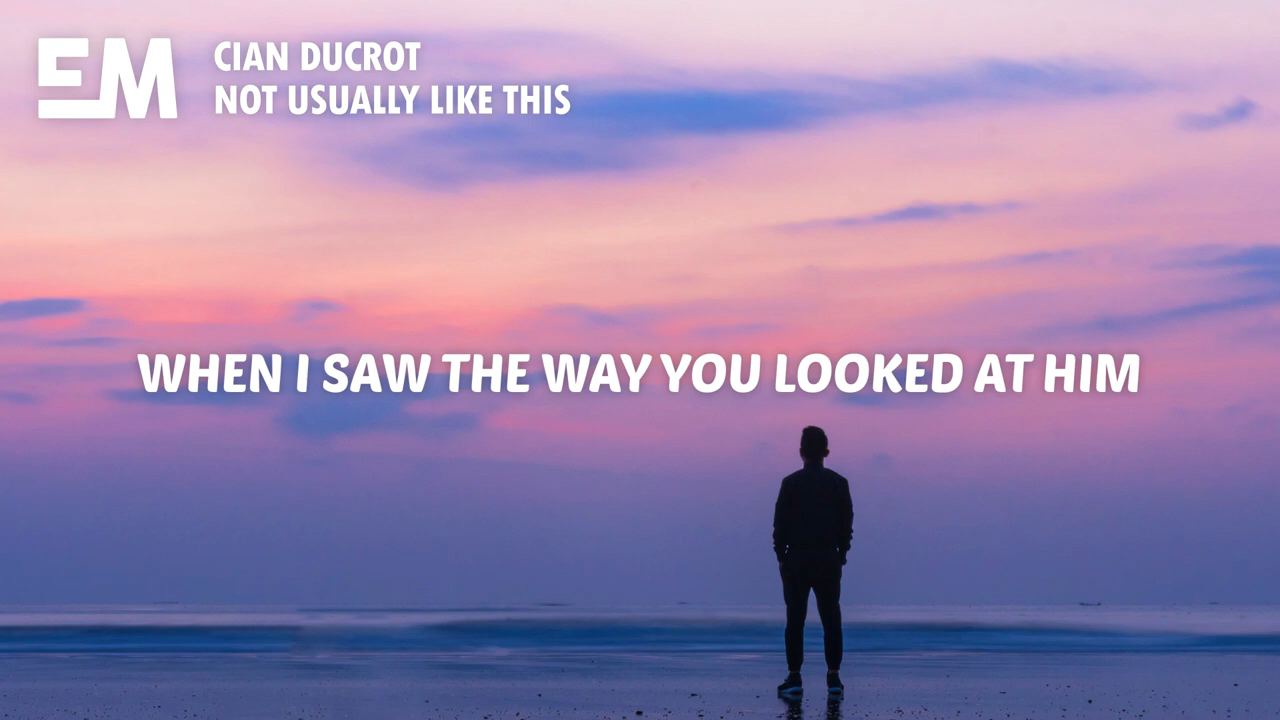 EM
CIAN DUCROT
NOT USUALLY LIKE THIS
WHEN I SAW THE WAY YOU LOOKED AT HIM